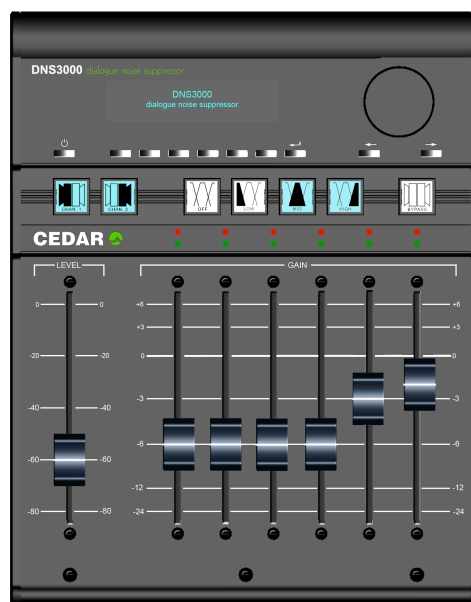 DNS3000 dialogue noise suppressor
DNS3000
dialogue noise suppressor
CHAN. 1
CHAN. 2
OFF
LOW
MID
HIGH
BYPASS
CEDAR
LEVEL
GAIN
0 0 +6 +6
+3 +3
-20 -20 0 0
-40 -40 -3 -3
-60 -60 -6 -6
-12 -12
-80 -80 -24 -24